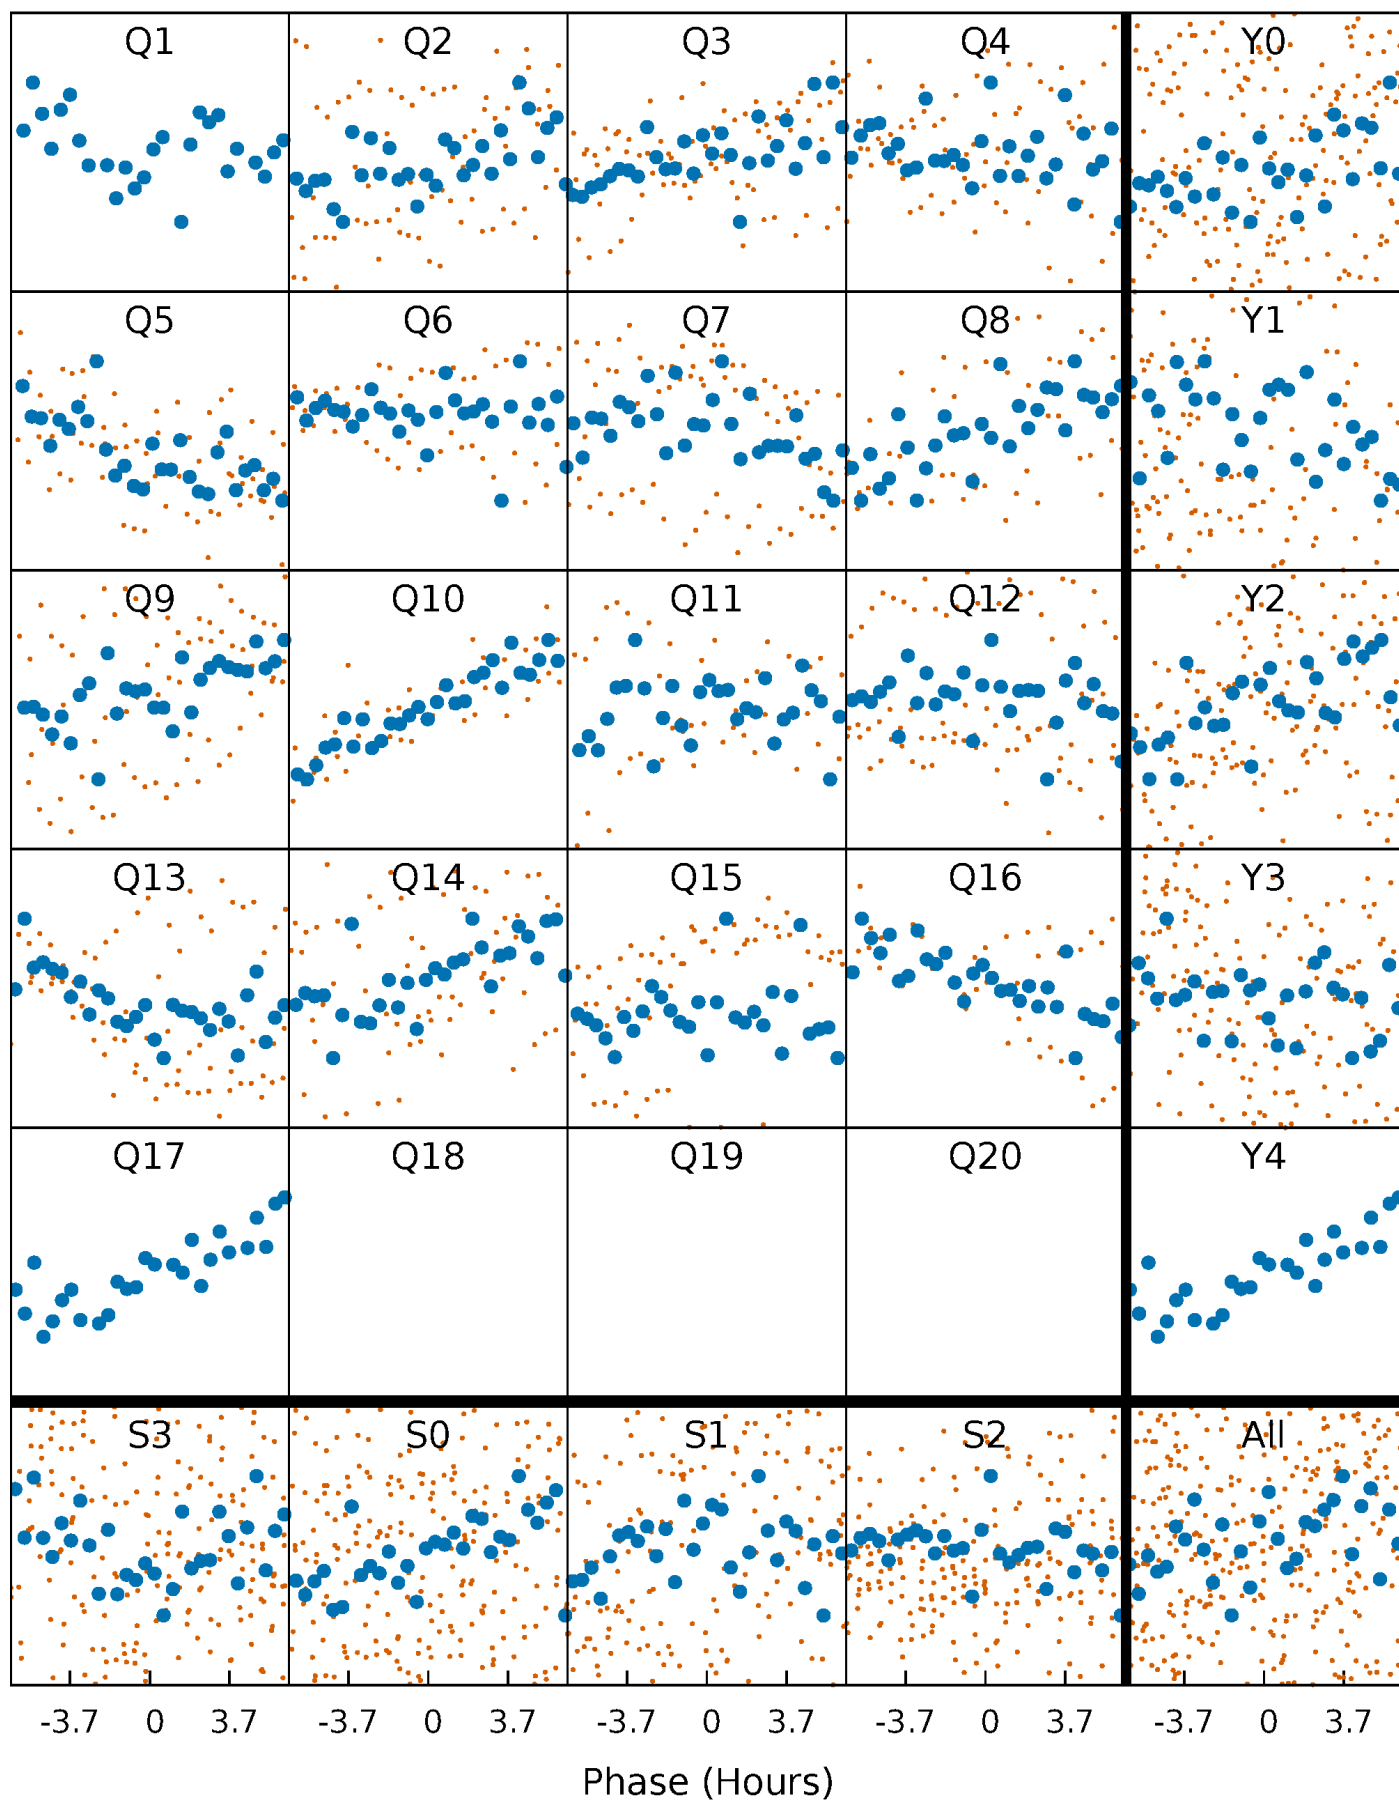 Q1 Q2 Q3 Q4 Y0
Q5 Q6 Q7 Q8 Y1
Q9 Q10 Q11 Q12 Y2
Q13 Q14 Q15 Q16 Y3
Q17 Q18 Q19 Q20 Y4
S3 S0 S1 S2 All
-3.7 0 3.7 -3.7 0 3.7 -3.7 0 3.7 -3.7 0 3.7 -3.7 0 3.7
Phase (Hours)